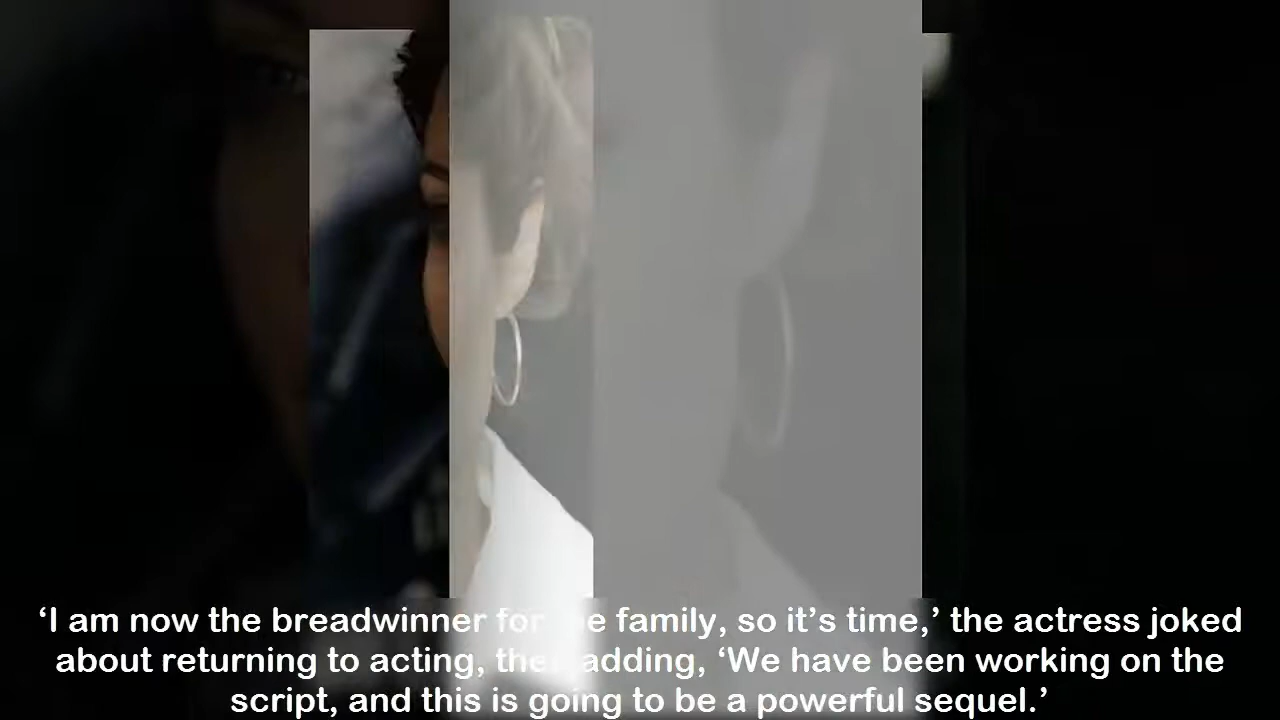 ‘I am now the breadwinner for the family, so it’s time,’ the actress joked
about returning to acting, then adding, ‘We have been working on the
script, and this is going to be a powerful sequel.’